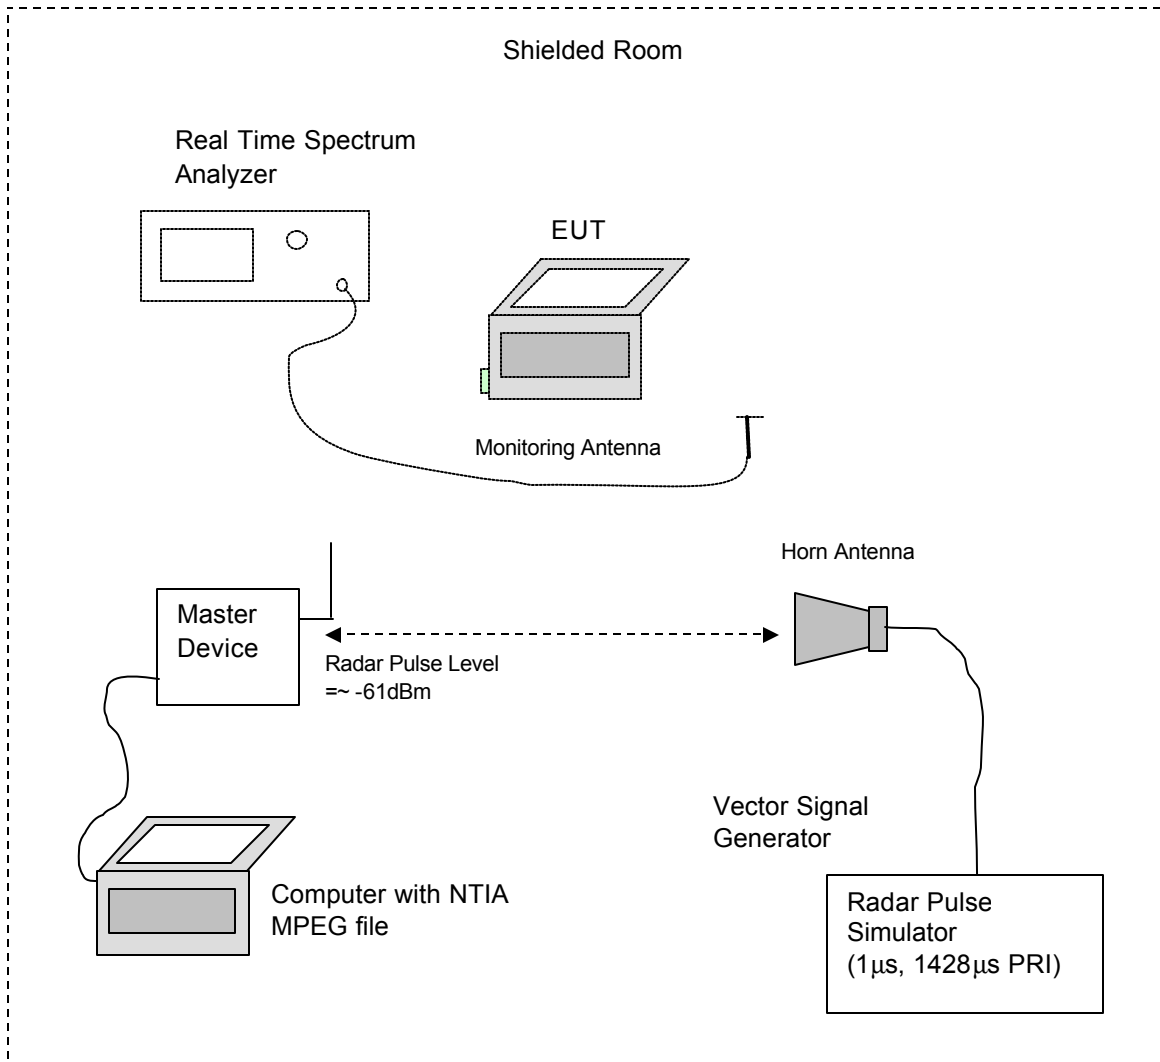 Shielded Room
Real Time Spectrum
Analyzer
EUT
Monitoring Antenna
Horn Antenna
Master
Device
Radar Pulse Level
=~ -61dBm
Vector Signal
Generator
Computer with NTIA
MPEG file
Radar Pulse
Simulator
(1μs, 1428μs PRI)